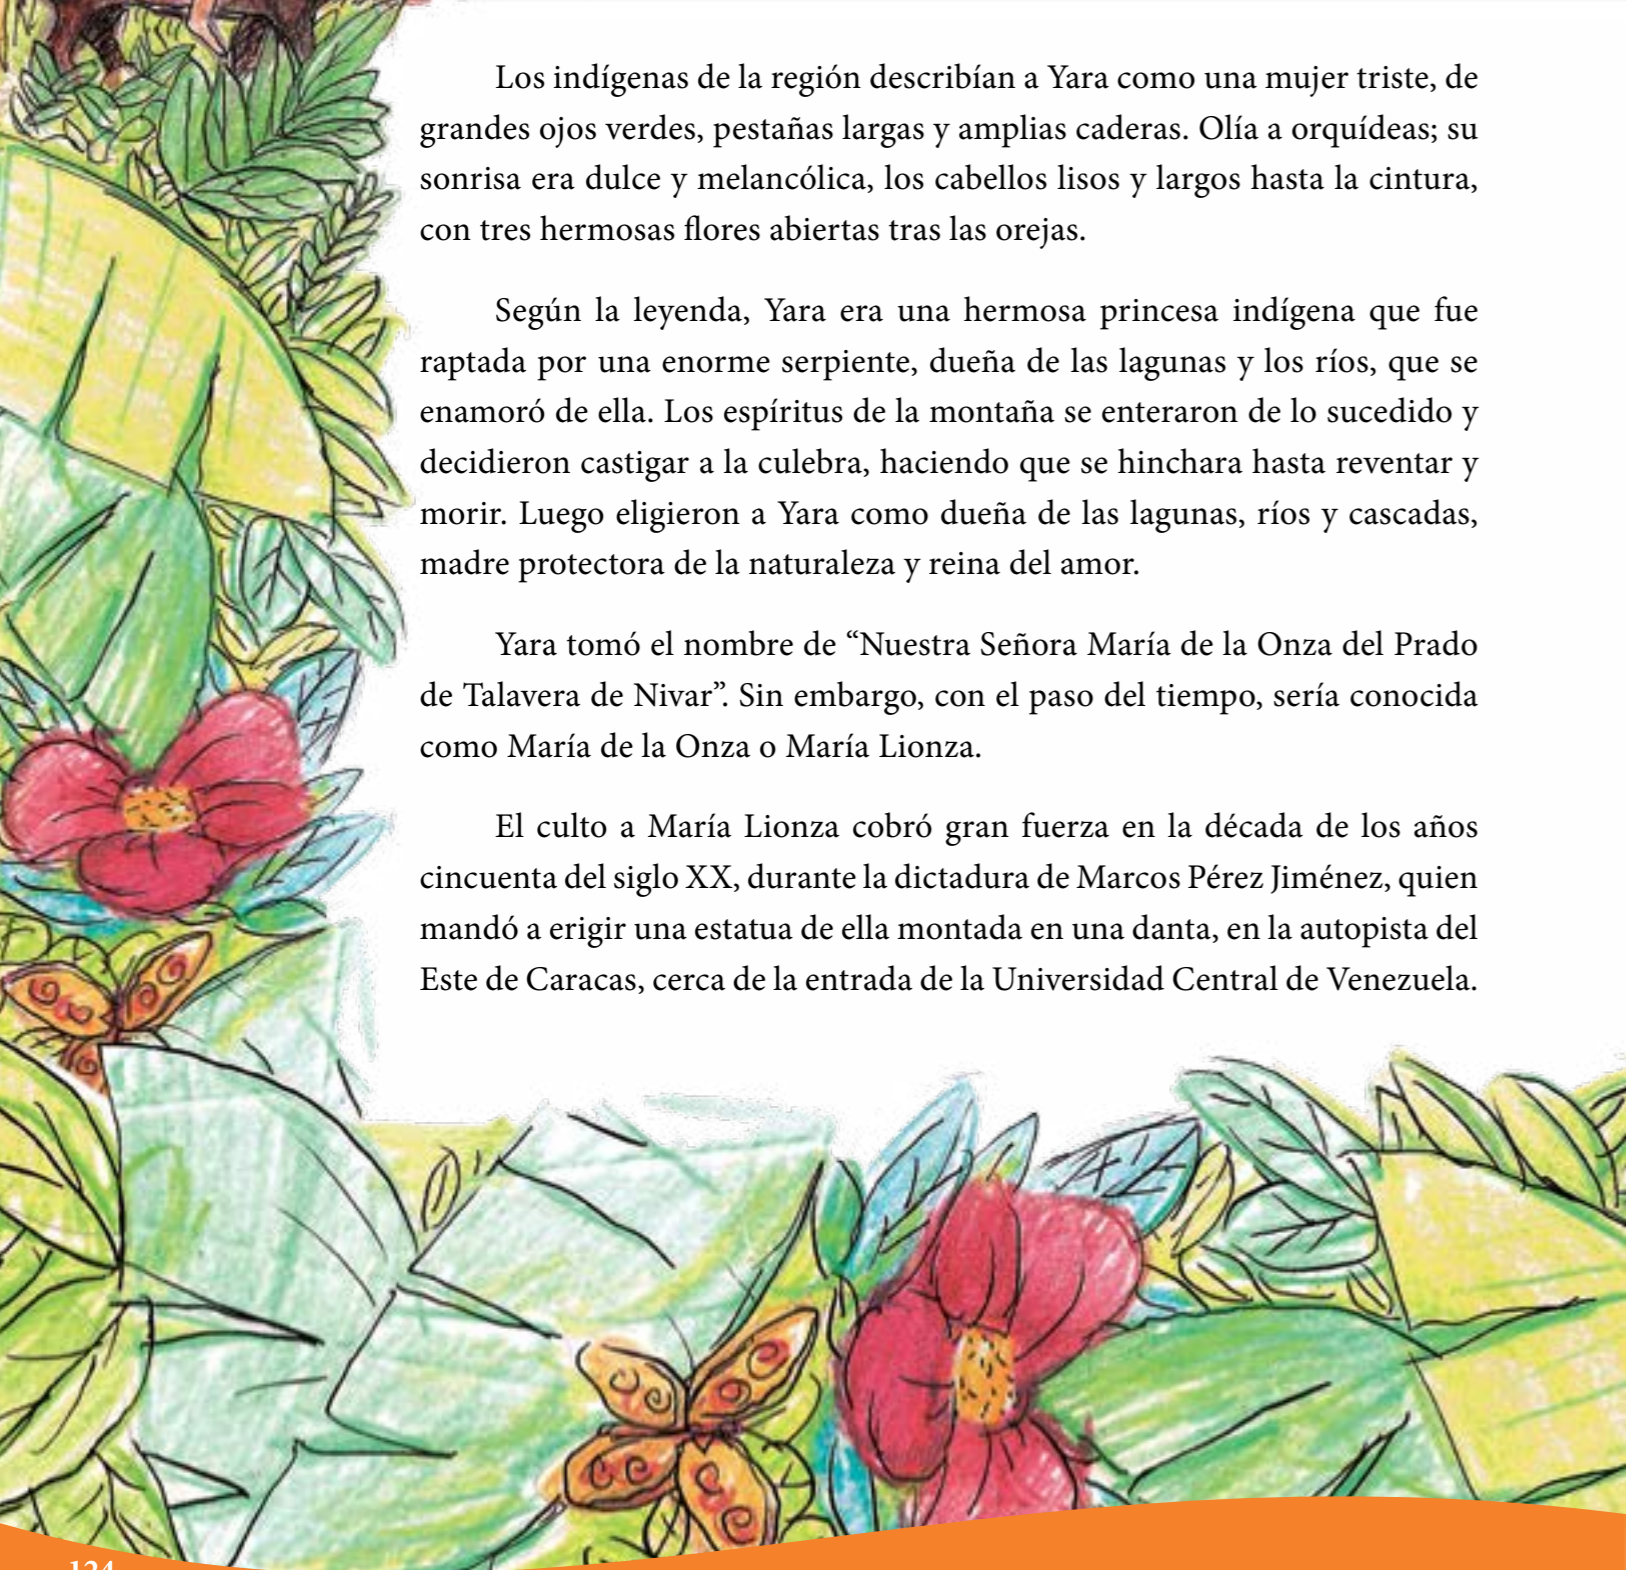 Los indígenas de la región describían a Yara como una mujer triste, de
grandes ojos verdes, pestañas largas y amplias caderas. Olía a orquídeas; su
sonrisa era dulce y melancólica, los cabellos lisos y largos hasta la cintura,
con tres hermosas flores abiertas tras las orejas.
Según la leyenda, Yara era una hermosa princesa indígena que fue
raptada por una enorme serpiente, dueña de las lagunas y los ríos, que se
enamoró de ella. Los espíritus de la montaña se enteraron de lo sucedido y
decidieron castigar a la culebra, haciendo que se hinchara hasta reventar y
morir. Luego eligieron a Yara como dueña de las lagunas, ríos y cascadas,
madre protectora de la naturaleza y reina del amor.
Yara tomó el nombre de “Nuestra Señora María de la Onza del Prado
de Talavera de Nivar”. Sin embargo, con el paso del tiempo, sería conocida
como María de la Onza o María Lionza.
El culto a María Lionza cobró gran fuerza en la década de los años
cincuenta del siglo XX, durante la dictadura de Marcos Pérez Jiménez, quien
mandó a erigir una estatua de ella montada en una danta, en la autopista del
Este de Caracas, cerca de la entrada de la Universidad Central de Venezuela.